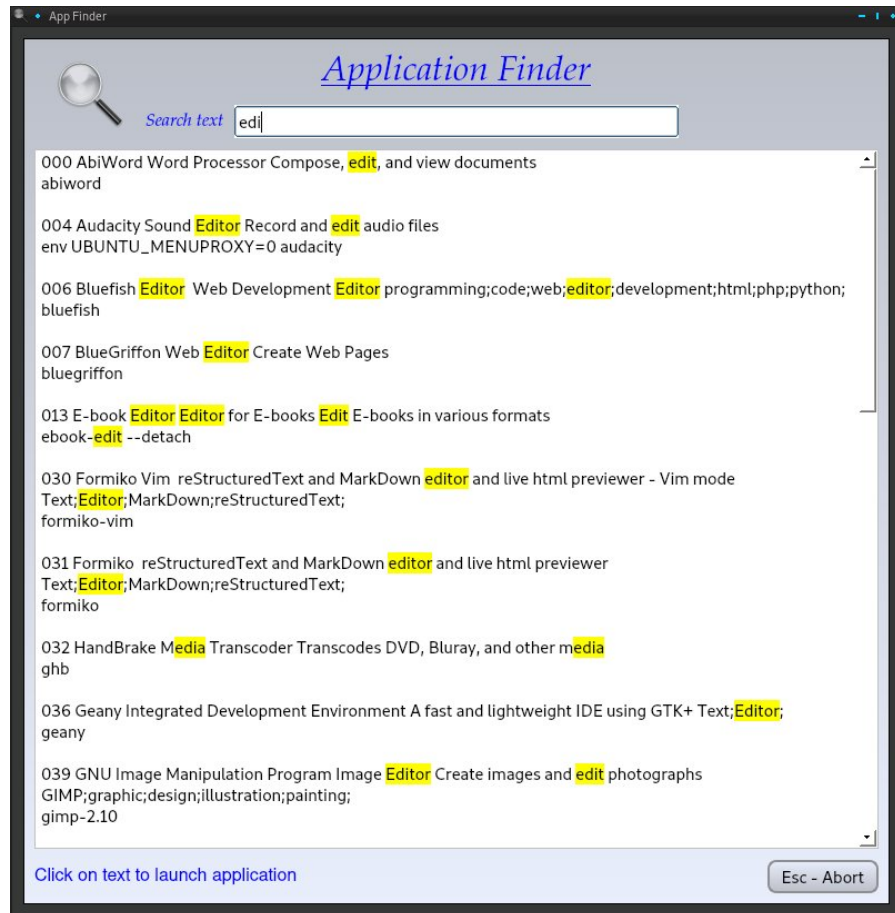 App Finder
Application Finder
Search text edi
000 AbiWord Word Processor Compose, edit, and view documents
abiword
004 Audacity Sound Editor Record and edit audio files
env UBUNTU_MENUPROXY=0 audacity
006 Bluefish Editor  Web Development Editor programming;code;web;editor;development;html;php;python;
bluefish
007 BlueGriffon Web Editor Create Web Pages
bluegriffon
013 E-book Editor Editor for E-books Edit E-books in various formats
ebook-edit --detach
030 Formiko Vim  reStructuredText and MarkDown editor and live html previewer - Vim mode
Text;Editor;MarkDown;reStructuredText;
formiko-vim
031 Formiko  reStructuredText and MarkDown editor and live html previewer
Text;Editor;MarkDown;reStructuredText;
formiko
032 HandBrake Media Transcoder Transcodes DVD, Bluray, and other media
ghb
036 Geany Integrated Development Environment A fast and lightweight IDE using GTK+ Text;Editor;
geany
039 GNU Image Manipulation Program Image Editor Create images and edit photographs
GIMP;graphic;design;illustration;painting;
gimp-2.10
Click on text to launch application
Esc - Abort